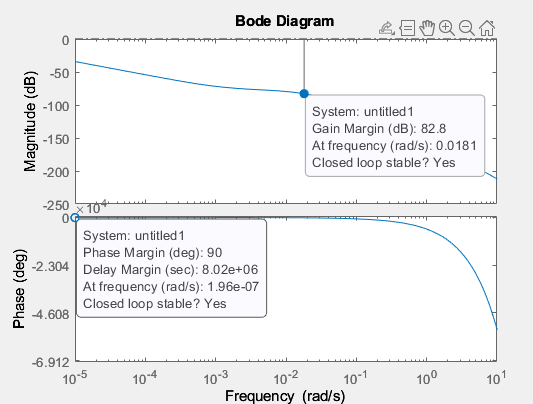 Bode Diagram
0
-50
-100
-150
-200
-250
Magnitude (dB)
System: untitled1
Gain Margin (dB): 82.8
At frequency (rad/s): 0.0181
Closed loop stable? Yes
×10⁴
0
-2.304
-4.608
-6.912
Phase (deg)
System: untitled1
Phase Margin (deg): 90
Delay Margin (sec): 8.02e+06
At frequency (rad/s): 1.96e-07
Closed loop stable? Yes
10⁻⁵ 10⁻⁴ 10⁻³ 10⁻² 10⁻¹ 10⁰ 10¹
Frequency (rad/s)